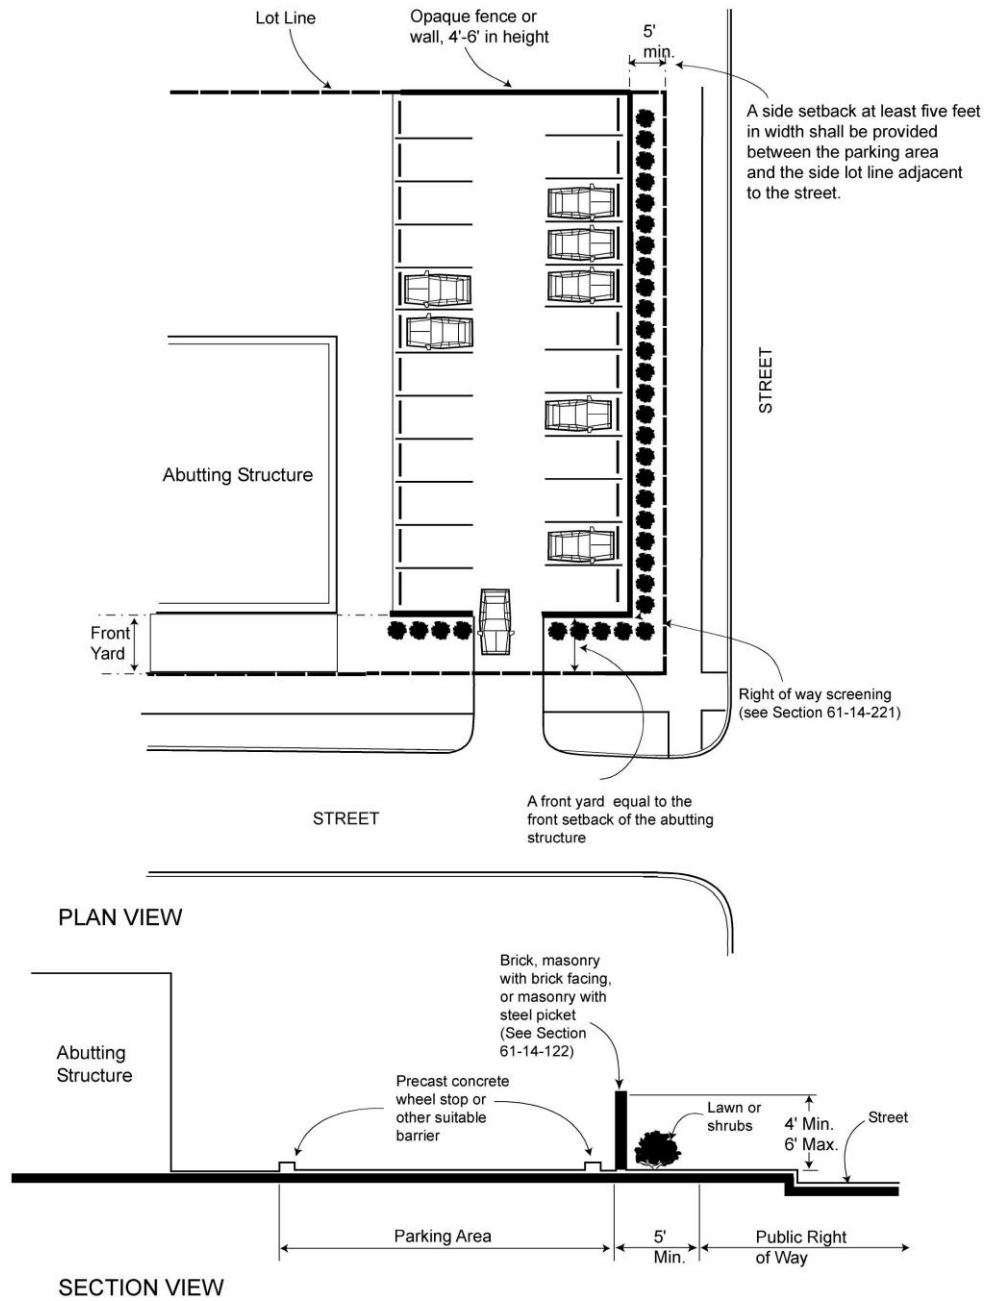 Lot Line
Opaque fence or
wall, 4'-6' in height
5'
min.
A side setback at least five feet
in width shall be provided
between the parking area
and the side lot line adjacent
to the street.
STREET
Abutting Structure
Front
Yard
Right of way screening
(see Section 61-14-221)
A front yard equal to the
front setback of the abutting
structure
STREET
PLAN VIEW
Brick, masonry
with brick facing,
or masonry with
steel picket
(See Section
61-14-122)
Abutting
Structure
Precast concrete
wheel stop or
other suitable
barrier
Lawn or
shrubs
4' Min.
6' Max.
Street
Parking Area
5'
Min.
Public Right
of Way
SECTION VIEW